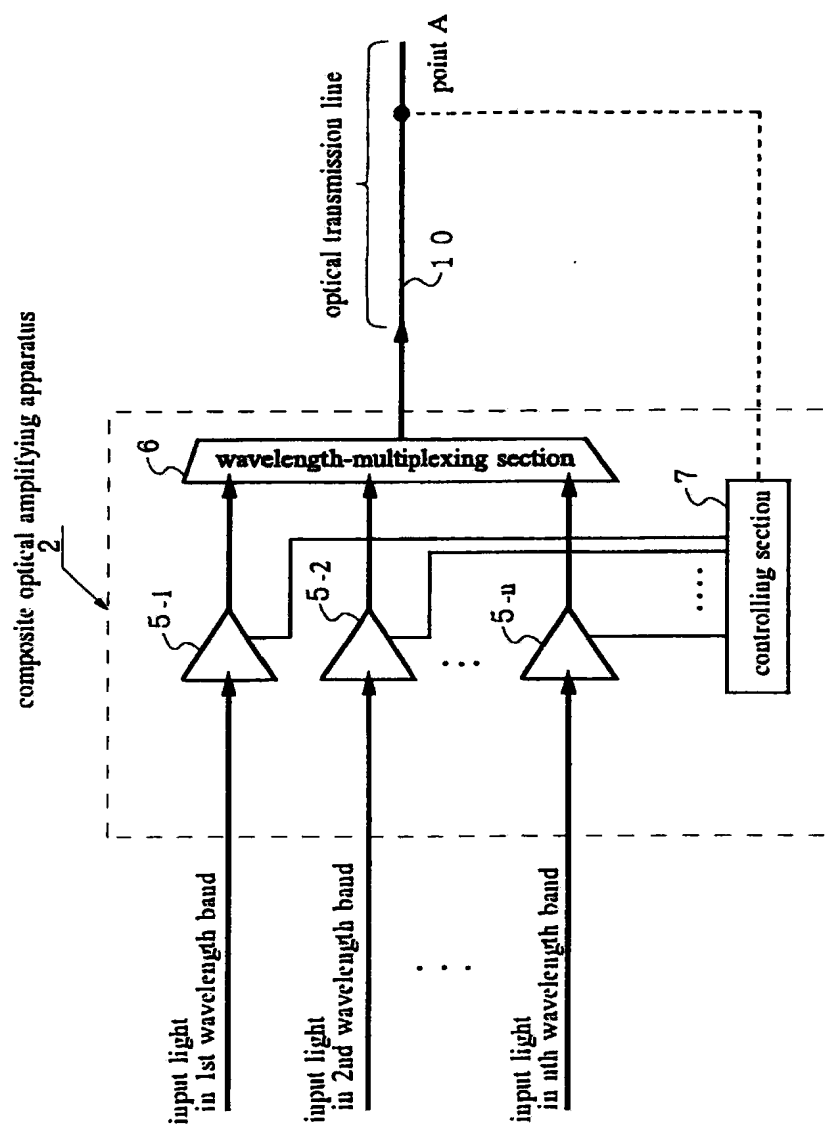 composite optical amplifying apparatus
2
input light
in 1st wavelength band
5-1
input light
in 2nd wavelength band
5-2
. . .
. . .
input light
in nth wavelength band
5-n
6
wavelength-multiplexing section
optical transmission line
10
point A
7
. . . .
controlling section